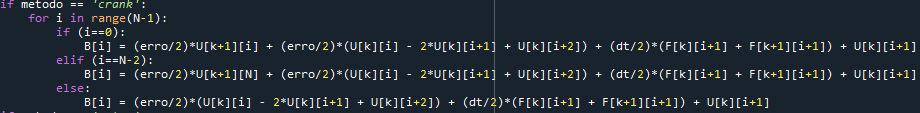 if metodo == 'crank':
    for i in range(N-1):
        if (i==0):
            B[i] = (erro/2)*U[k+1][i] + (erro/2)*(U[k][i] - 2*U[k][i+1] + U[k][i+2]) + (dt/2)*(F[k][i+1] + F[k+1][i+1]) + U[k][i+1]
        elif (i==N-2):
            B[i] = (erro/2)*U[k+1][N] + (erro/2)*(U[k][i] - 2*U[k][i+1] + U[k][i+2]) + (dt/2)*(F[k][i+1] + F[k+1][i+1]) + U[k][i+1]
        else:
            B[i] = (erro/2)*(U[k][i] - 2*U[k][i+1] + U[k][i+2]) + (dt/2)*(F[k][i+1] + F[k+1][i+1]) + U[k][i+1]